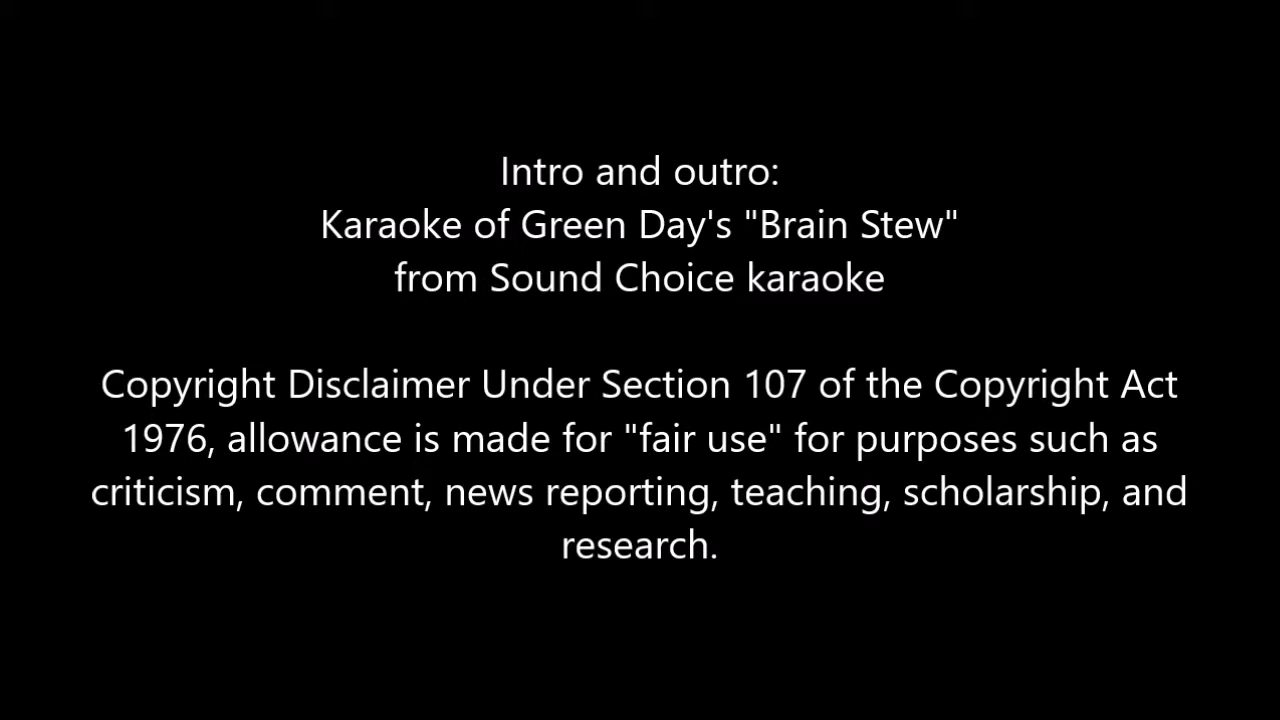 Intro and outro:
Karaoke of Green Day's "Brain Stew"
from Sound Choice karaoke
Copyright Disclaimer Under Section 107 of the Copyright Act
1976, allowance is made for "fair use" for purposes such as
criticism, comment, news reporting, teaching, scholarship, and
research.